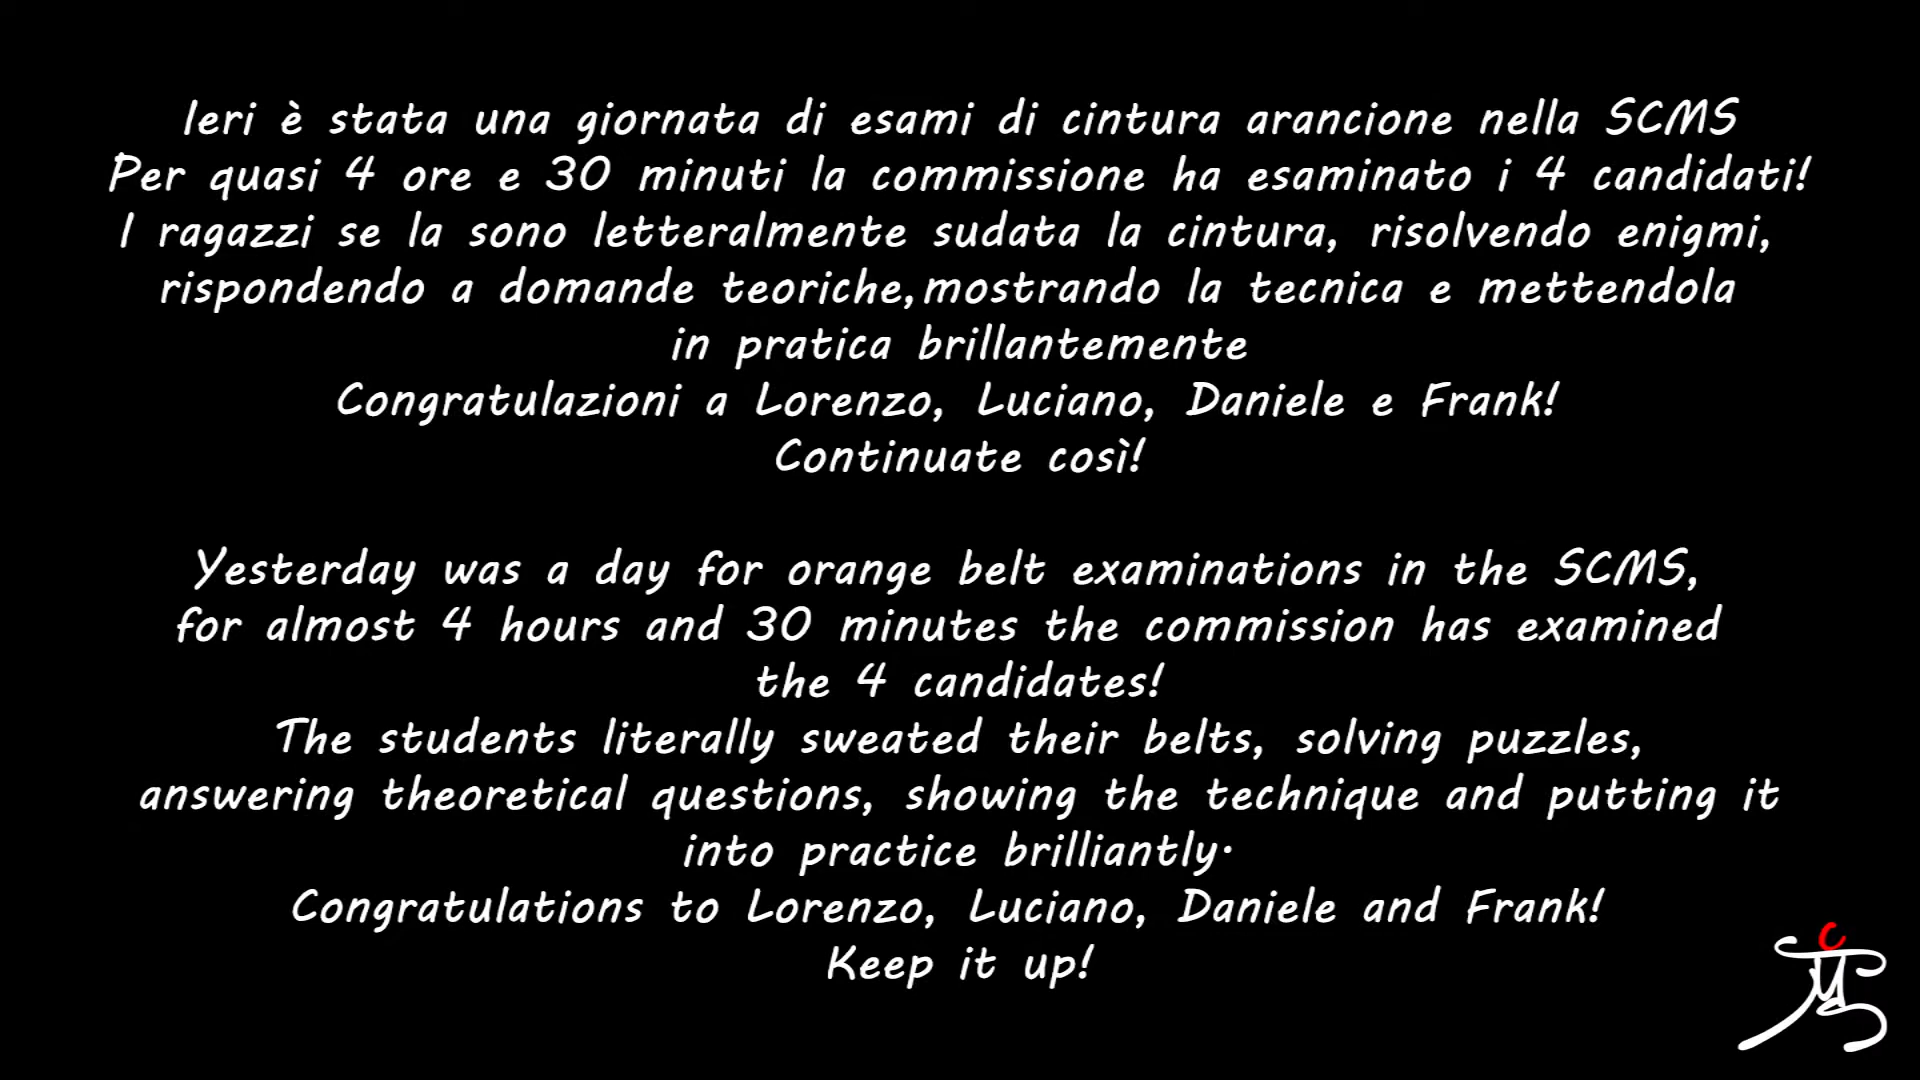 Ieri è stata una giornata di esami di cintura arancione nella SCMS
Per quasi 4 ore e 30 minuti la commissione ha esaminato i 4 candidati!
I ragazzi se la sono letteralmente sudata la cintura, risolvendo enigmi,
rispondendo a domande teoriche,mostrando la tecnica e mettendola
in pratica brillantemente
Congratulazioni a Lorenzo, Luciano, Daniele e Frank!
Continuate così!
Yesterday was a day for orange belt examinations in the SCMS,
for almost 4 hours and 30 minutes the commission has examined
the 4 candidates!
The students literally sweated their belts, solving puzzles,
answering theoretical questions, showing the technique and putting it
into practice brilliantly.
Congratulations to Lorenzo, Luciano, Daniele and Frank!
Keep it up!